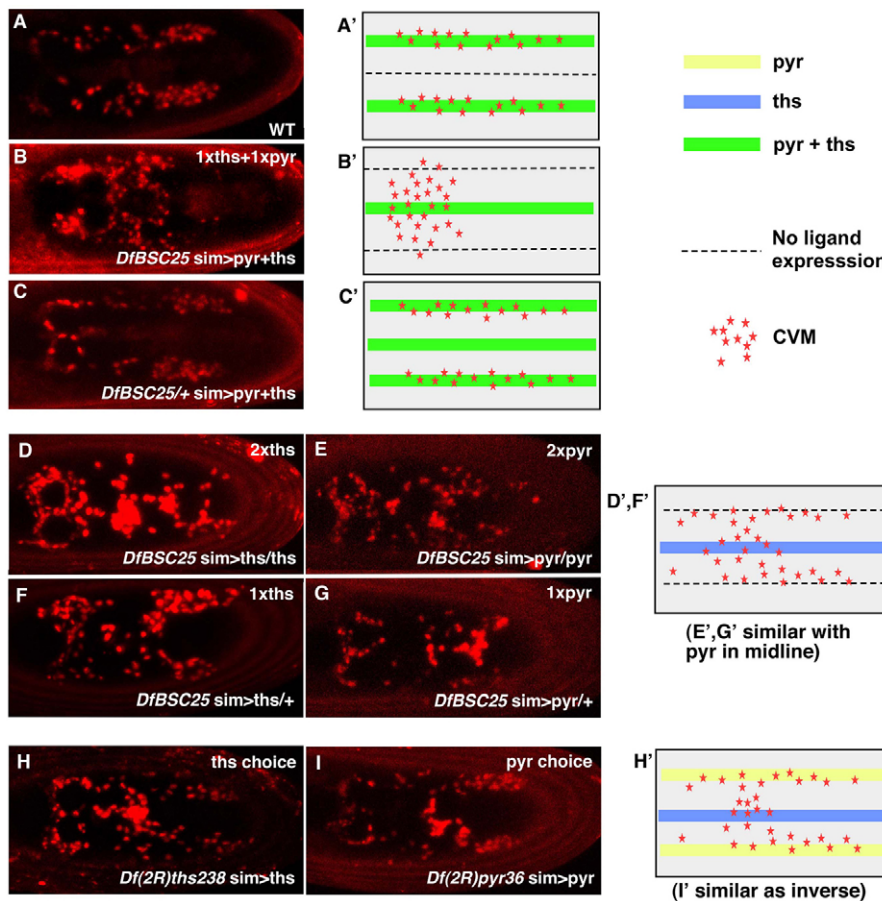 A
WT
A'
pyr
ths
pyr + ths
B
1xths+1xpyr
DfBSC25 sim>pyr+ths
B'
No ligand
expresssion
C
DfBSC25/+ sim>pyr+ths
C'
CVM
D
2xths
DfBSC25 sim>ths/ths
E
2xpyr
DfBSC25 sim>pyr/pyr
D',F'
F
1xths
DfBSC25 sim>ths/+
G
1xpyr
DfBSC25 sim>pyr/+
(E',G' similar with
pyr in midline)
H
ths choice
Df(2R)ths238 sim>ths
I
pyr choice
Df(2R)pyr36 sim>pyr
H'
(I' similar as inverse)